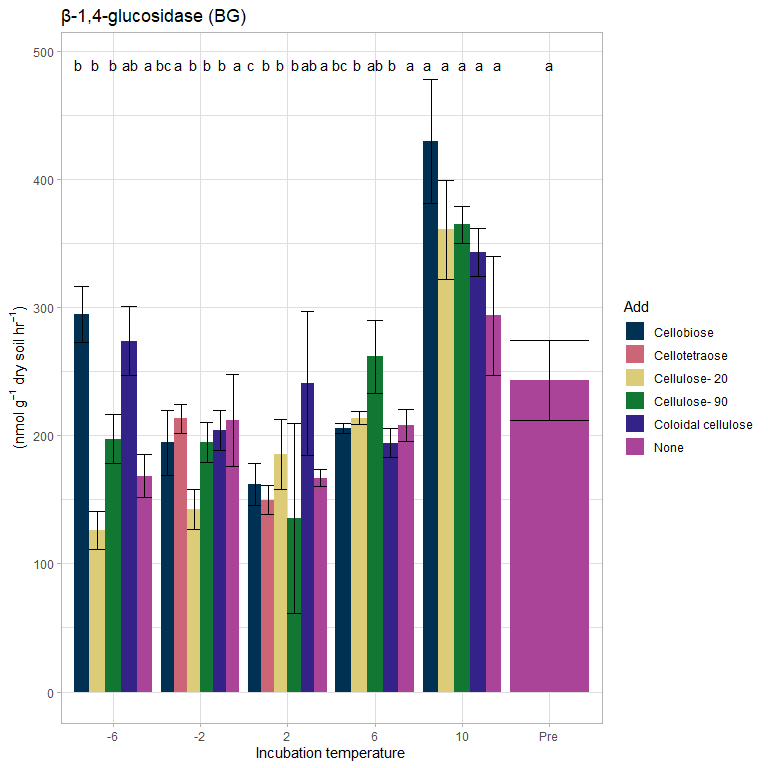 β-1,4-glucosidase (BG)
500
b b b ab a bc a b b b a c b b b ab a bc b ab b a a a a a a a
400
300
200
100
0
(nmol g⁻¹ dry soil hr⁻¹)
-6 -2 2 6 10 Pre
Incubation temperature
Add
Cellobiose
Cellotetraose
Cellulose- 20
Cellulose- 90
Coloidal cellulose
None